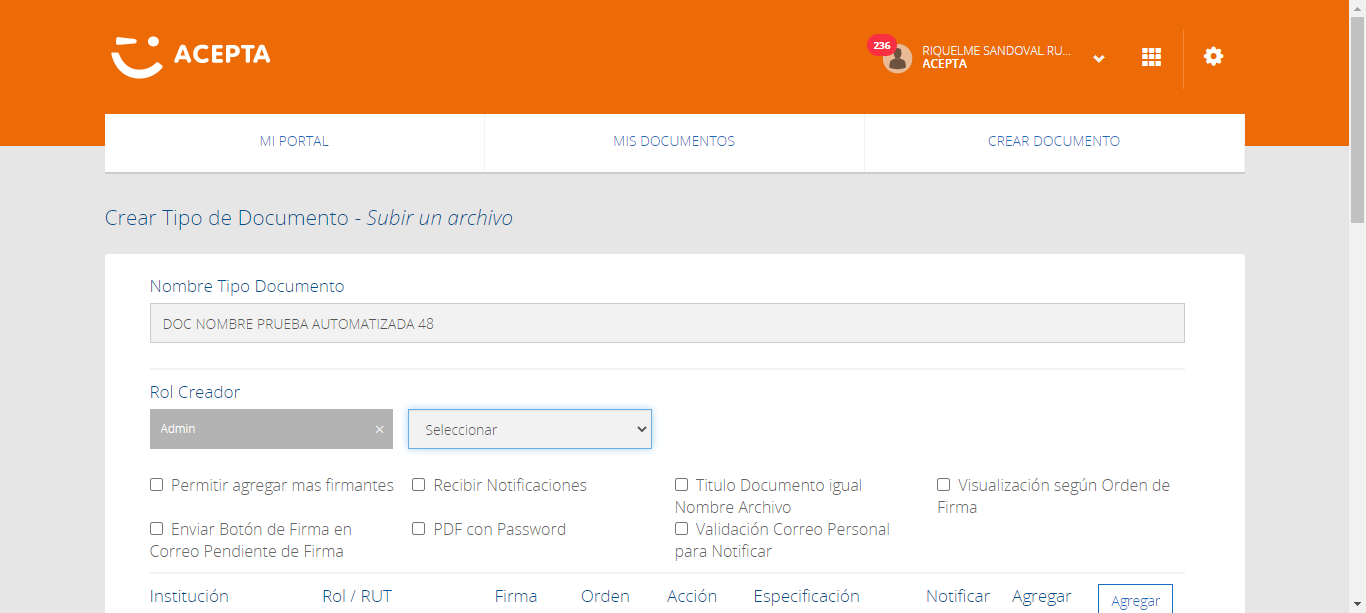 ACEPTA
236
RIQUELME SANDOVAL RU...
ACEPTA
MI PORTAL
MIS DOCUMENTOS
CREAR DOCUMENTO
Crear Tipo de Documento - Subir un archivo
Nombre Tipo Documento
DOC NOMBRE PRUEBA AUTOMATIZADA 48
Rol Creador
Admin ×
Seleccionar
Permitir agregar mas firmantes
Recibir Notificaciones
Titulo Documento igual
Nombre Archivo
Visualización según Orden de
Firma
Enviar Botón de Firma en
Correo Pendiente de Firma
PDF con Password
Validación Correo Personal
para Notificar
Institución Rol / RUT Firma Orden Acción Especificación Notificar Agregar Agregar